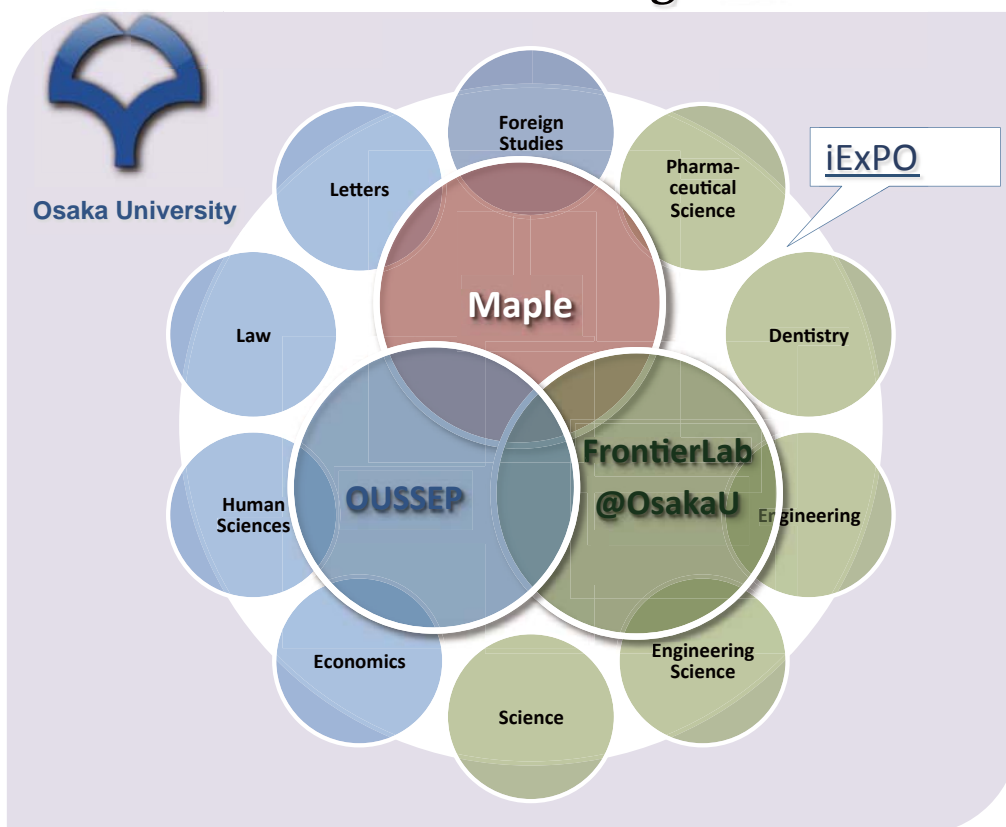 Foreign
Studies
Pharma-
ceutical
Science
iExPO
Letters
Osaka University
Maple
Law
Dentistry
FrontierLab
@OsakaU
OUSSEP
Human
Sciences
Engineering
Economics
Engineering
Science
Science